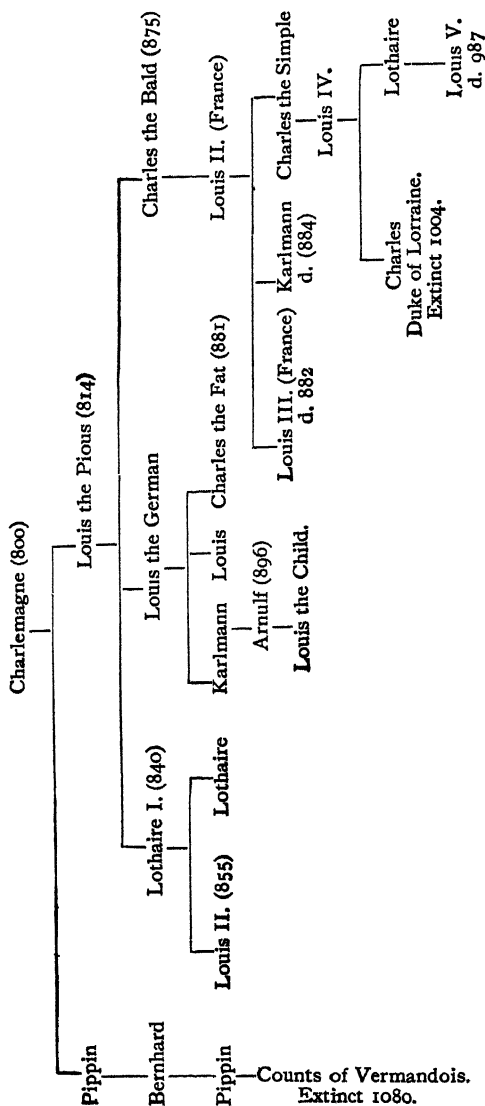 Charlemagne (800)
Pippin
Louis the Pious (814)
Bernhard
Lothaire I. (840)
Louis the German
Charles the Bald (875)
Pippin
Louis II. (855)
Lothaire
Karlmann
Louis
Charles the Fat (881)
Louis II. (France)
Counts of Vermandois.
Extinct 1080.
Arnulf (896)
Louis III. (France)
d. 882
Karlmann
d. (884)
Charles the Simple
Louis the Child.
Louis IV.
Charles
Duke of Lorraine.
Extinct 1004.
Lothaire
Louis V.
d. 987